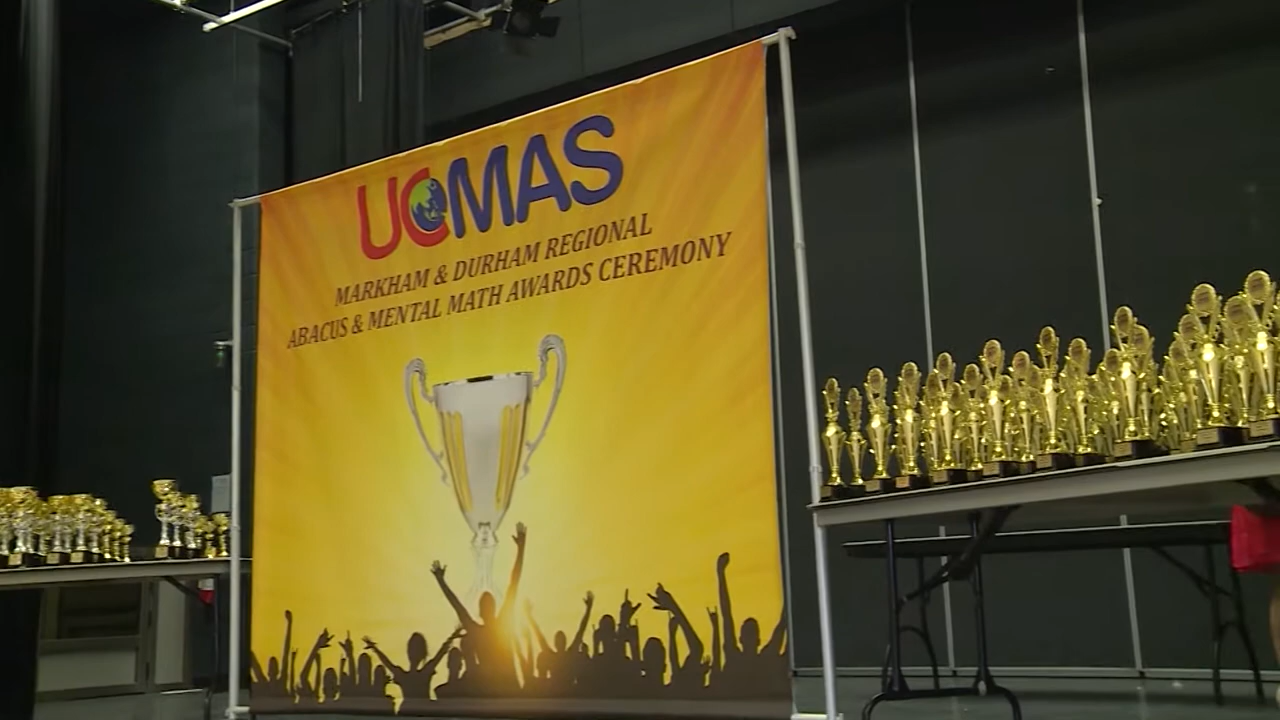 UCMAS
MARKHAM & DURHAM REGIONAL
ABACUS & MENTAL MATH AWARDS CEREMONY